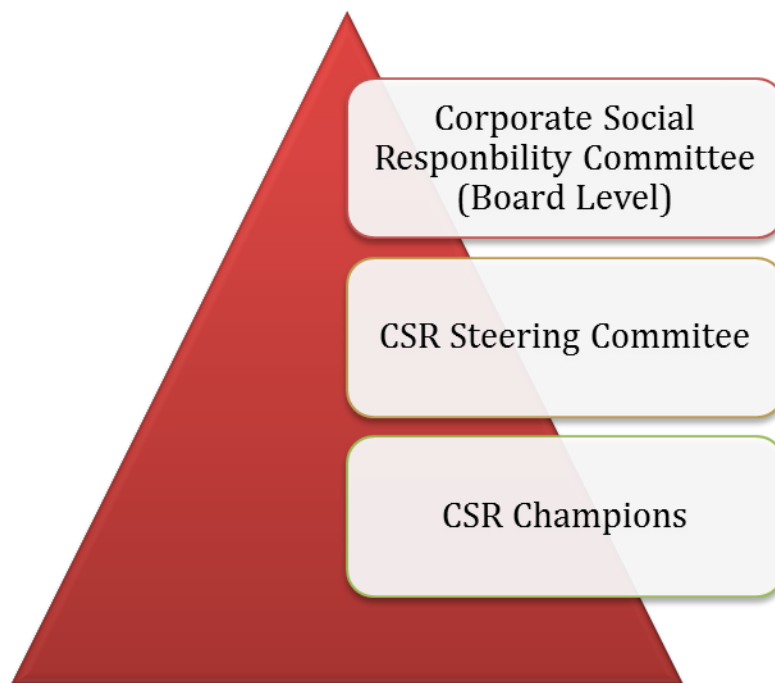 Corporate Social
Responbility Committee
(Board Level)
CSR Steering Commitee
CSR Champions